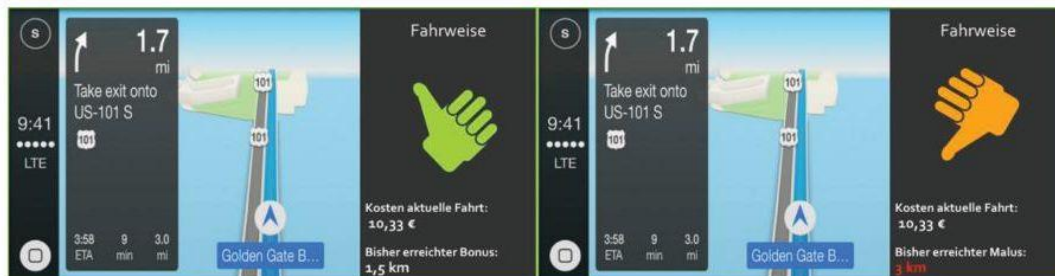 S
1.7
mi
Take exit onto
US-101 S
101
9:41
LTE
3:58 9 3.0
ETA min mi
101
101
Golden Gate B...
Fahrweise
Kosten aktuelle Fahrt:
10,33 €
Bisher erreichter Bonus:
1,5 km
S
1.7
mi
Take exit onto
US-101 S
101
9:41
LTE
3:58 9 3.0
ETA min mi
101
101
Golden Gate B...
Fahrweise
Kosten aktuelle Fahrt:
10,33 €
Bisher erreichter Malus:
3 km